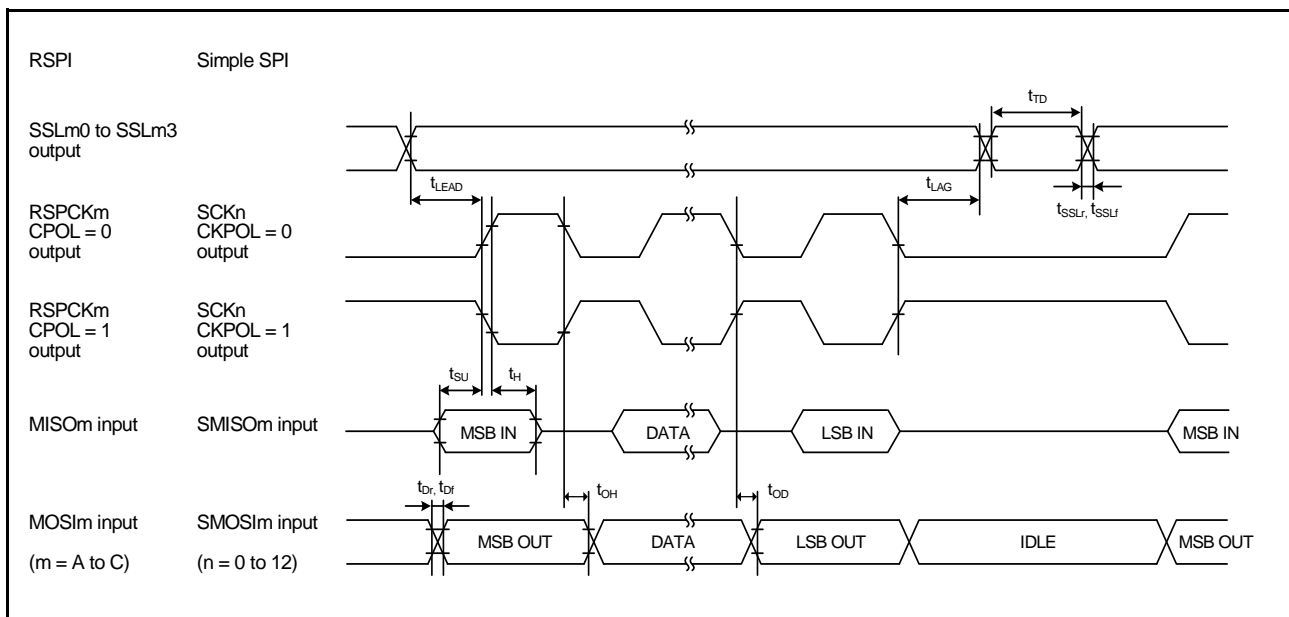 RSPI Simple SPI
tTD
SSLm0 to SSLm3
output
tLEAD tLAG
tSSLr, tSSLf
RSPCKm SCKn
CPOL = 0 CKPOL = 0
output output
RSPCKm SCKn
CPOL = 1 CKPOL = 1
output output
tSU tH
MISOm input SMISOm input MSB IN DATA LSB IN MSB IN
tDr, tDf tOH tOD
MOSIm input SMOSIm input MSB OUT DATA LSB OUT IDLE MSB OUT
(m = A to C) (n = 0 to 12)